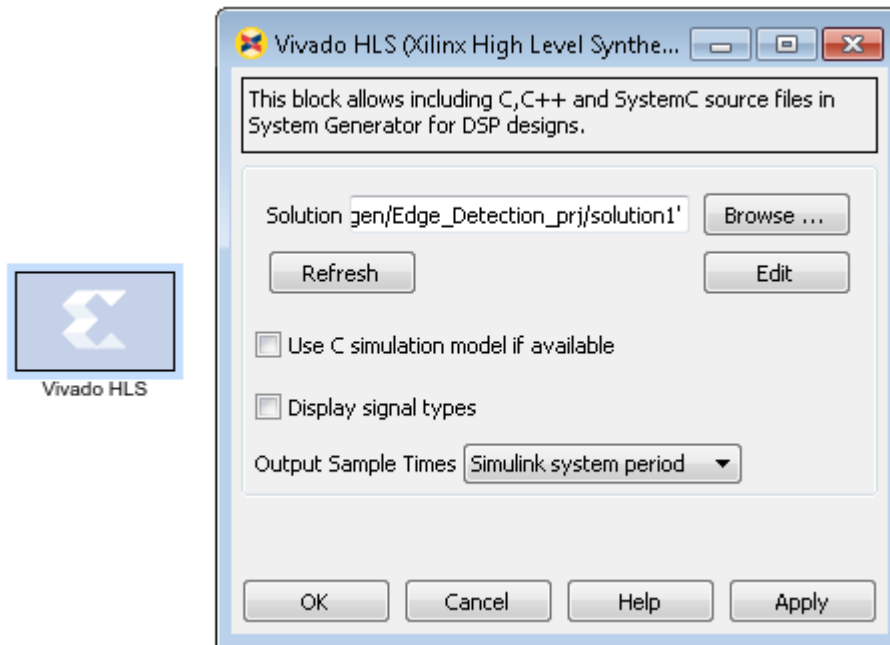 Vivado HLS (Xilinx High Level Synthe...
This block allows including C,C++ and SystemC source files in
System Generator for DSP designs.
Solution gen/Edge_Detection_prj/solution1' Browse ...
Refresh Edit
Use C simulation model if available
Vivado HLS
Display signal types
Output Sample Times Simulink system period
OK Cancel Help Apply